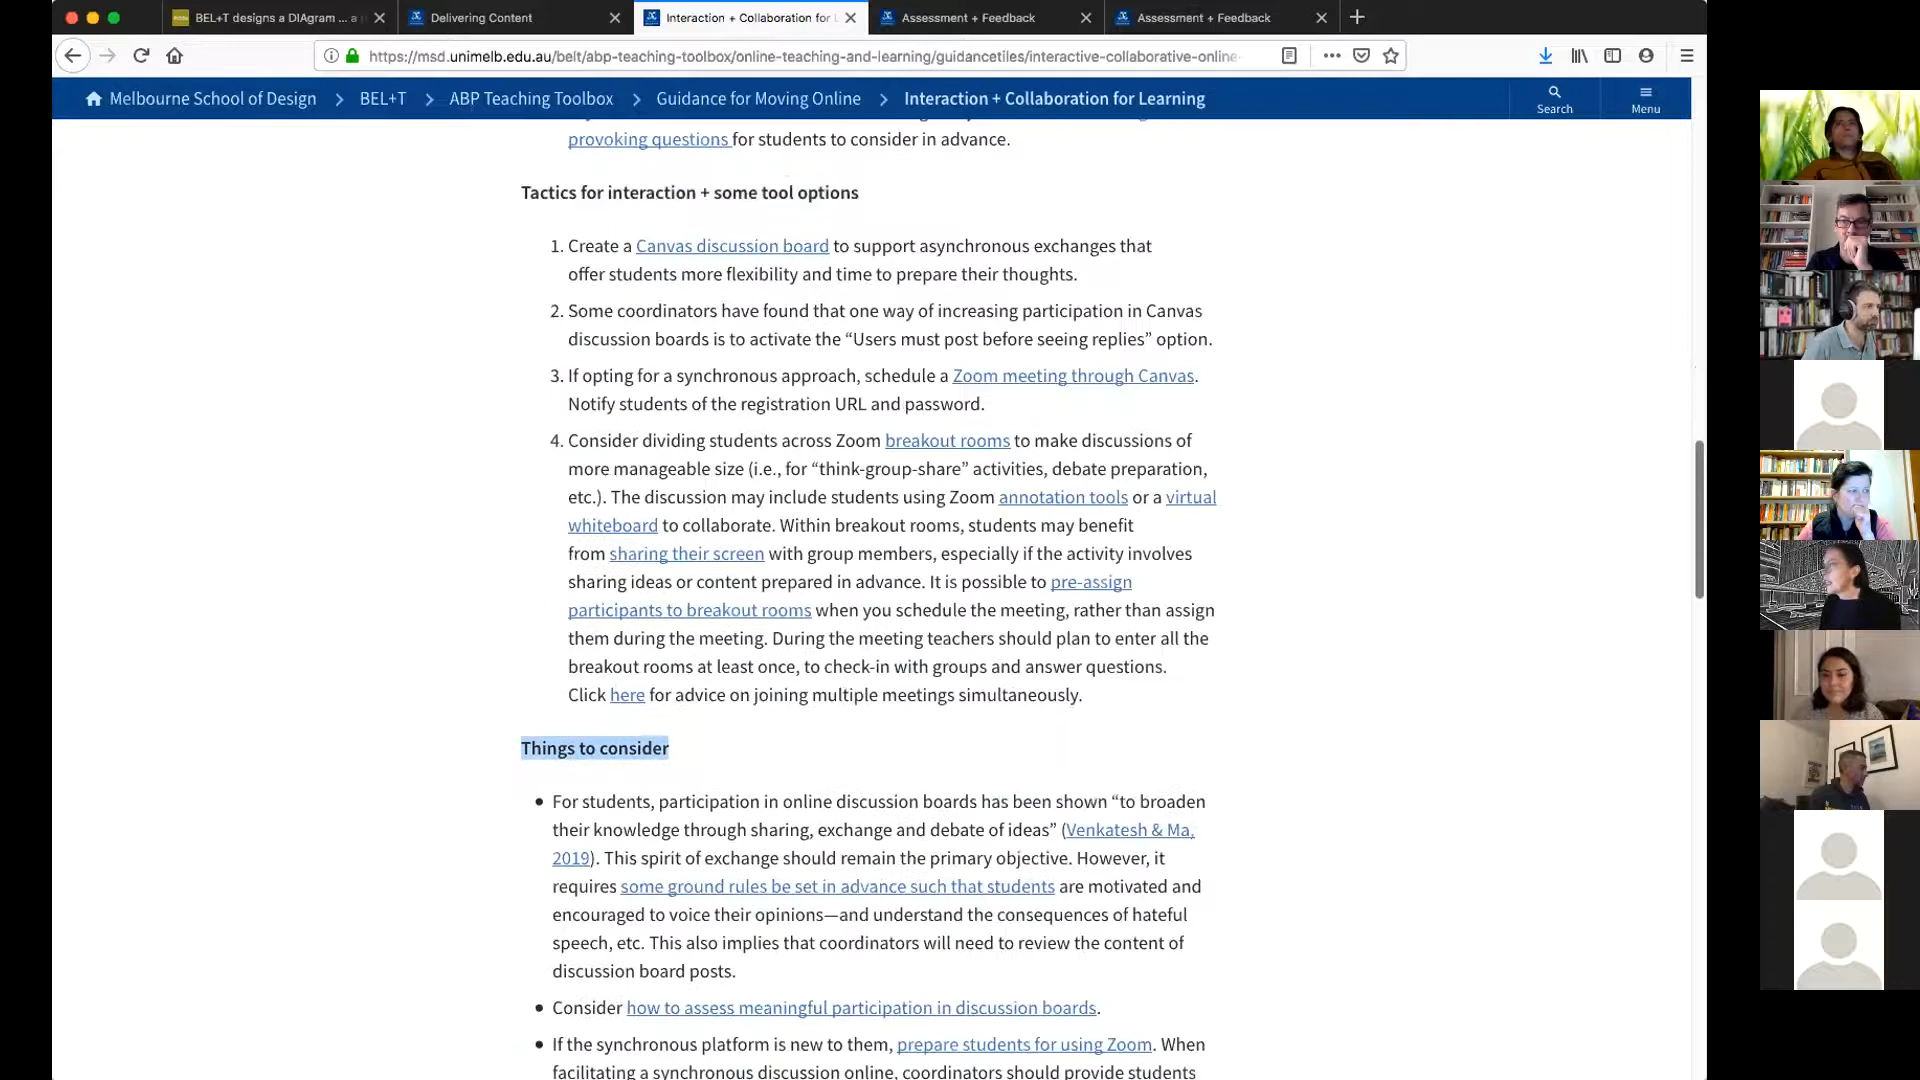 BEL+T designs a DIAgram ... a
Delivering Content
Interaction + Collaboration for L
Assessment + Feedback
Assessment + Feedback
https://msd.unimelb.edu.au/belt/abp-teaching-toolbox/online-teaching-and-learning/guidancetiles/interactive-collaborative-online-
Melbourne School of Design
BEL+T
ABP Teaching Toolbox
Guidance for Moving Online
Interaction + Collaboration for Learning
Search
Menu
provoking questions for students to consider in advance.
Tactics for interaction + some tool options
1. Create a Canvas discussion board to support asynchronous exchanges that
offer students more flexibility and time to prepare their thoughts.
2. Some coordinators have found that one way of increasing participation in Canvas
discussion boards is to activate the “Users must post before seeing replies” option.
3. If opting for a synchronous approach, schedule a Zoom meeting through Canvas.
Notify students of the registration URL and password.
4. Consider dividing students across Zoom breakout rooms to make discussions of
more manageable size (i.e., for “think-group-share” activities, debate preparation,
etc.). The discussion may include students using Zoom annotation tools or a virtual
whiteboard to collaborate. Within breakout rooms, students may benefit
from sharing their screen with group members, especially if the activity involves
sharing ideas or content prepared in advance. It is possible to pre-assign
participants to breakout rooms when you schedule the meeting, rather than assign
them during the meeting. During the meeting teachers should plan to enter all the
breakout rooms at least once, to check-in with groups and answer questions.
Click here for advice on joining multiple meetings simultaneously.
Things to consider
• For students, participation in online discussion boards has been shown “to broaden
their knowledge through sharing, exchange and debate of ideas” (Venkatesh & Ma,
2019). This spirit of exchange should remain the primary objective. However, it
requires some ground rules be set in advance such that students are motivated and
encouraged to voice their opinions—and understand the consequences of hateful
speech, etc. This also implies that coordinators will need to review the content of
discussion board posts.
• Consider how to assess meaningful participation in discussion boards.
• If the synchronous platform is new to them, prepare students for using Zoom. When
facilitating a synchronous discussion online, coordinators should provide students